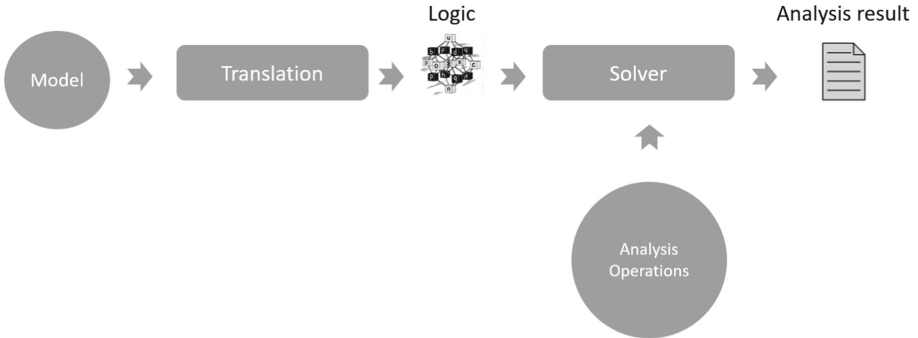 Logic
Analysis result
Model
Translation
Solver
Analysis
Operations